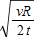 √(vR / 2t)